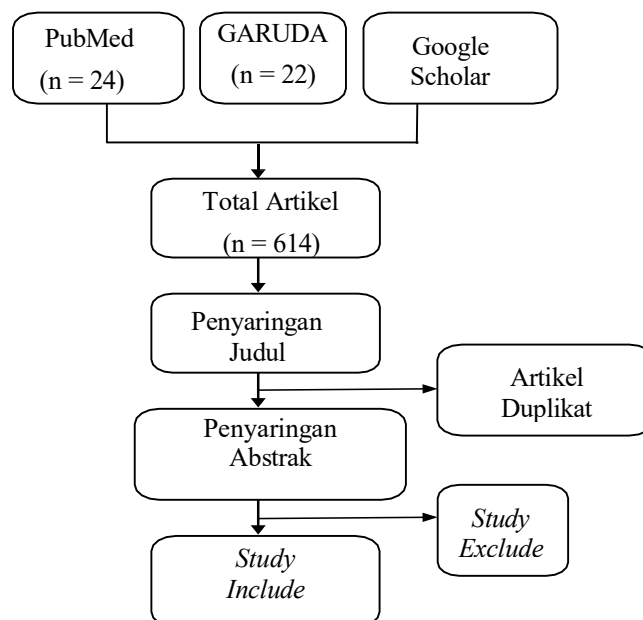 PubMed
(n = 24)
GARUDA
(n = 22)
Google
Scholar
Total Artikel
(n = 614)
Penyaringan
Judul
Artikel
Duplikat
Penyaringan
Abstrak
Study
Exclude
Study
Include